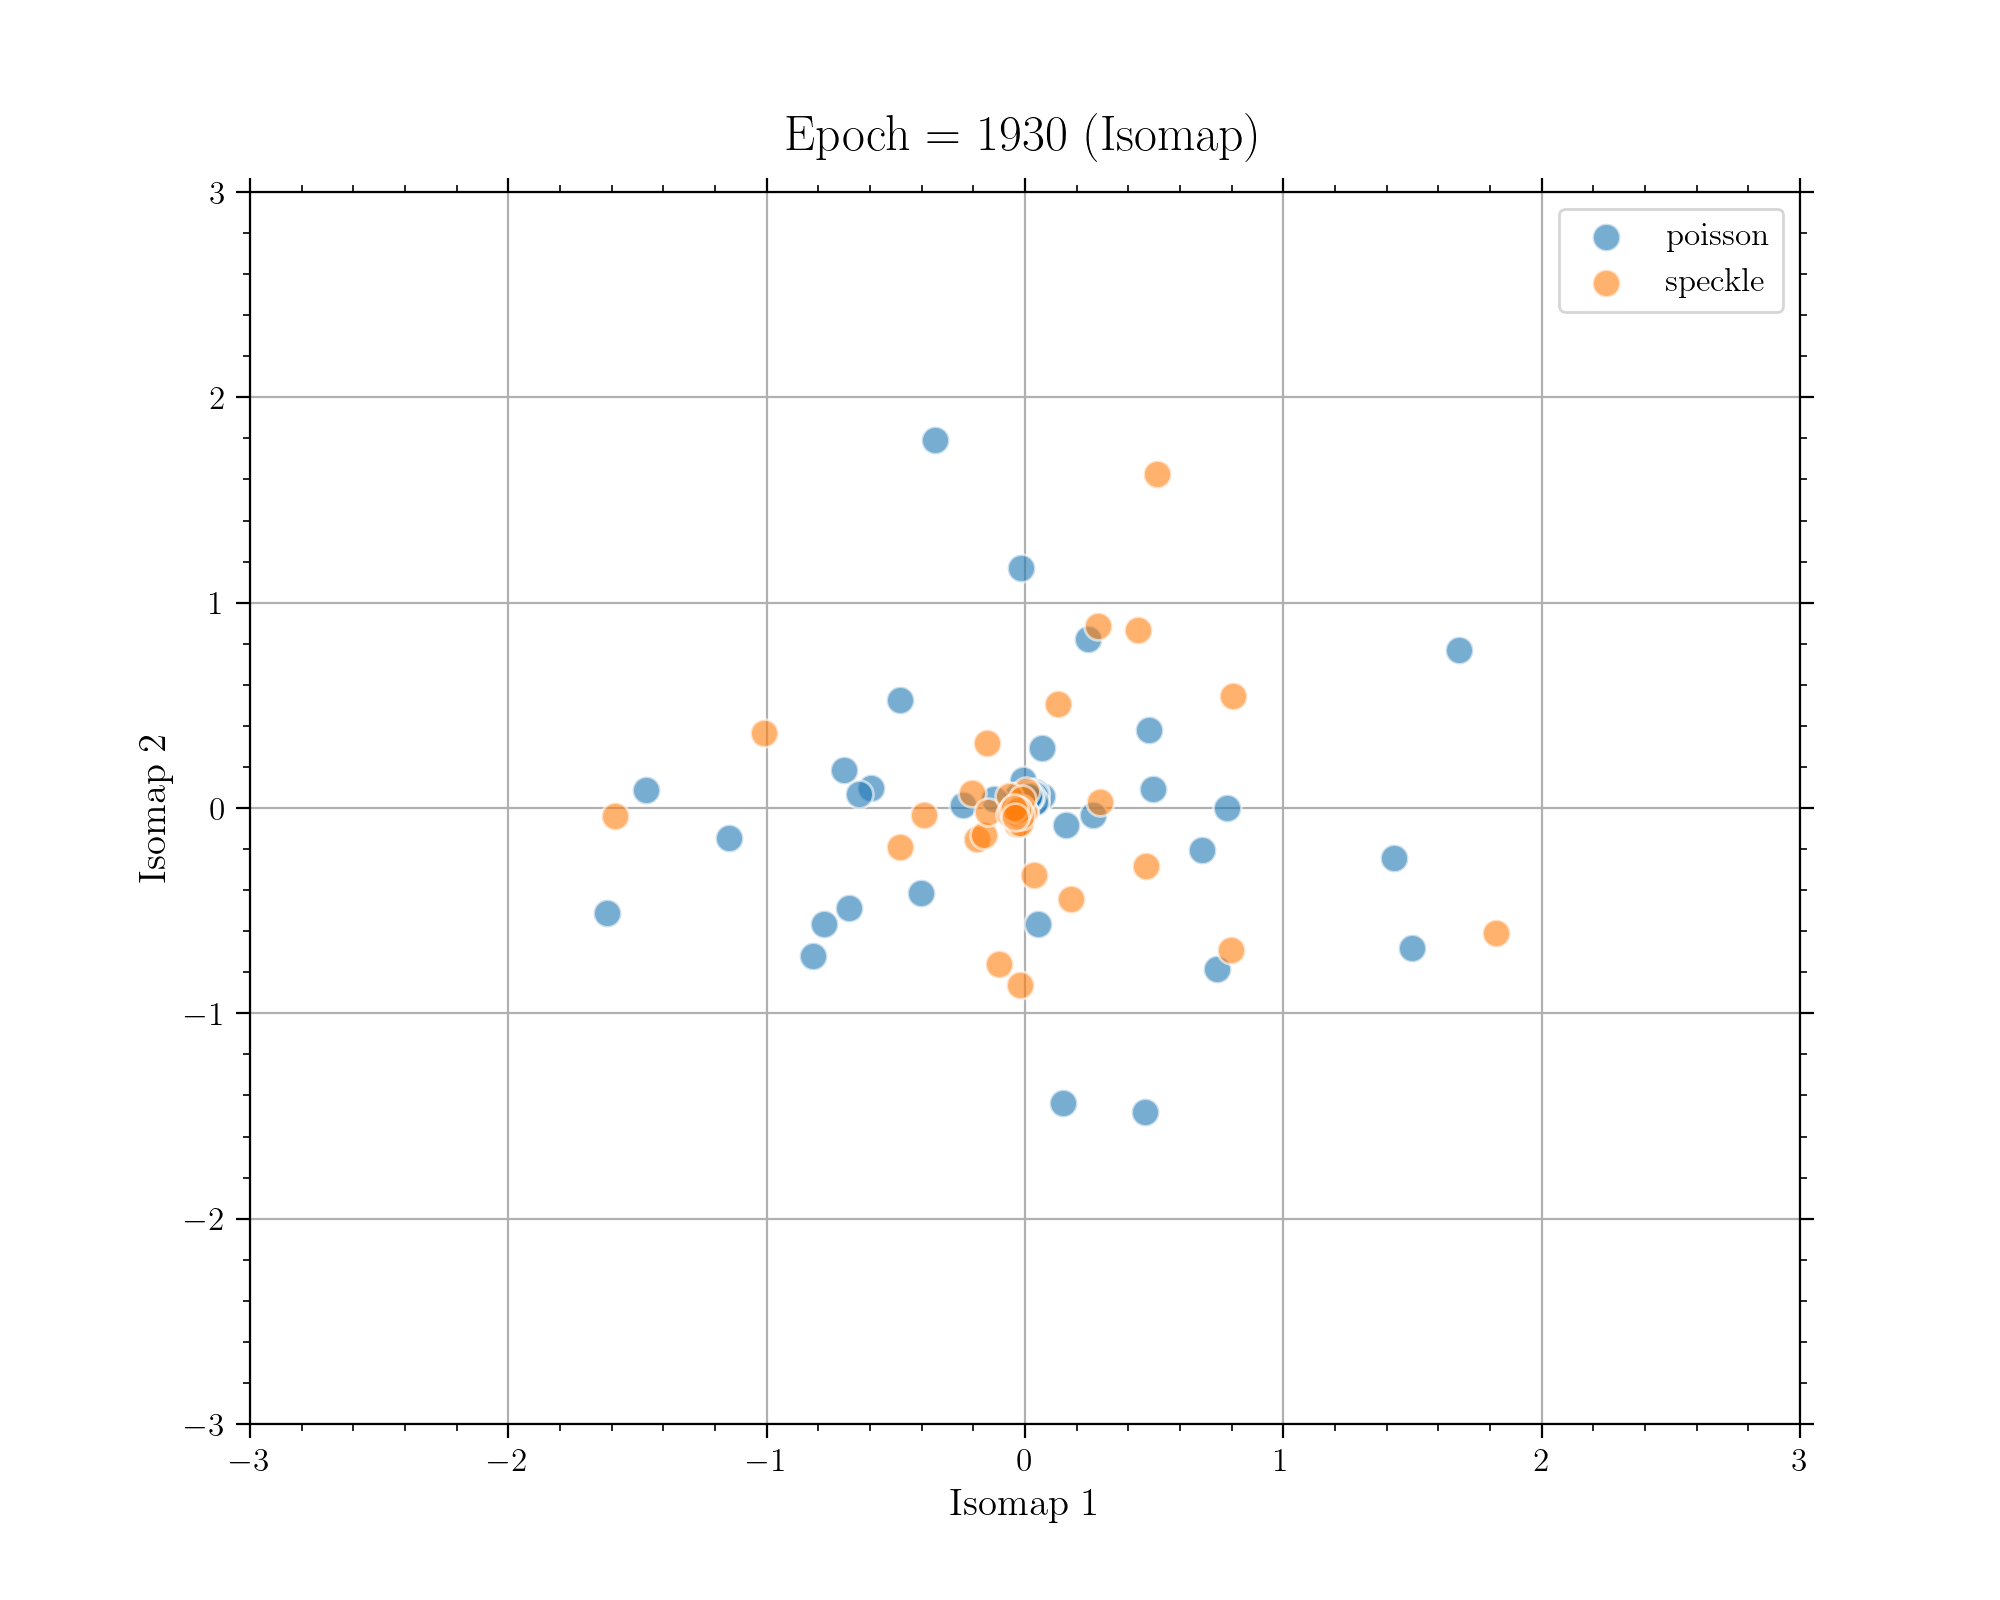 Epoch = 1930 (Isomap)
poisson
speckle
3
2
1
0
−1
−2
−3
Isomap 2
−3
−2
−1
0
1
2
3
Isomap 1